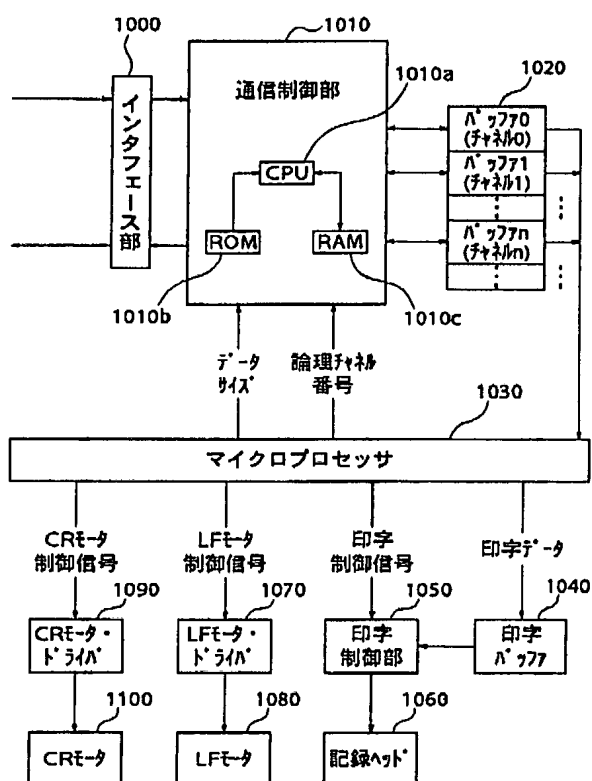 1000
1010
インタフェース部
通信制御部
1010a
CPU
ROM
RAM
1010b
1010c
1020
ﾊﾞｯﾌｧ0
(ﾁｬﾈﾙ0)
ﾊﾞｯﾌｧ1
(ﾁｬﾈﾙ1)
ﾊﾞｯﾌｧn
(ﾁｬﾈﾙn)
ﾃﾞｰﾀ
ｻｲｽﾞ
論理ﾁｬﾈﾙ
番号
1030
マイクロプロセッサ
CRﾓｰﾀ
制御信号
LFﾓｰﾀ
制御信号
印字
制御信号
印字ﾃﾞｰﾀ
1090
1070
1050
1040
CRﾓｰﾀ・
ﾄﾞﾗｲﾊﾞ
LFﾓｰﾀ・
ﾄﾞﾗｲﾊﾞ
印字
制御部
印字
ﾊﾞｯﾌｧ
1100
1080
1060
CRﾓｰﾀ
LFﾓｰﾀ
記録ﾍｯﾄﾞ